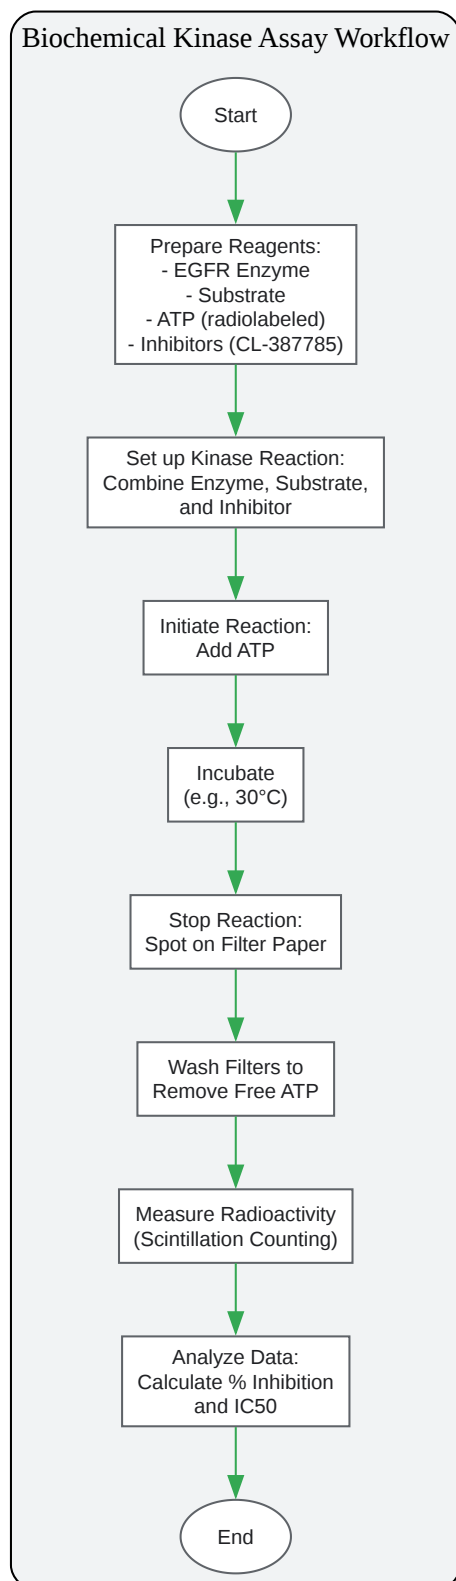 Biochemical Kinase Assay Workflow
Start
Prepare Reagents:
- EGFR Enzyme
- Substrate
- ATP (radiolabeled)
- Inhibitors (CL-387785)
Set up Kinase Reaction:
Combine Enzyme, Substrate,
and Inhibitor
Initiate Reaction:
Add ATP
Incubate
(e.g., 30°C)
Stop Reaction:
Spot on Filter Paper
Wash Filters to
Remove Free ATP
Measure Radioactivity
(Scintillation Counting)
Analyze Data:
Calculate % Inhibition
and IC50
End